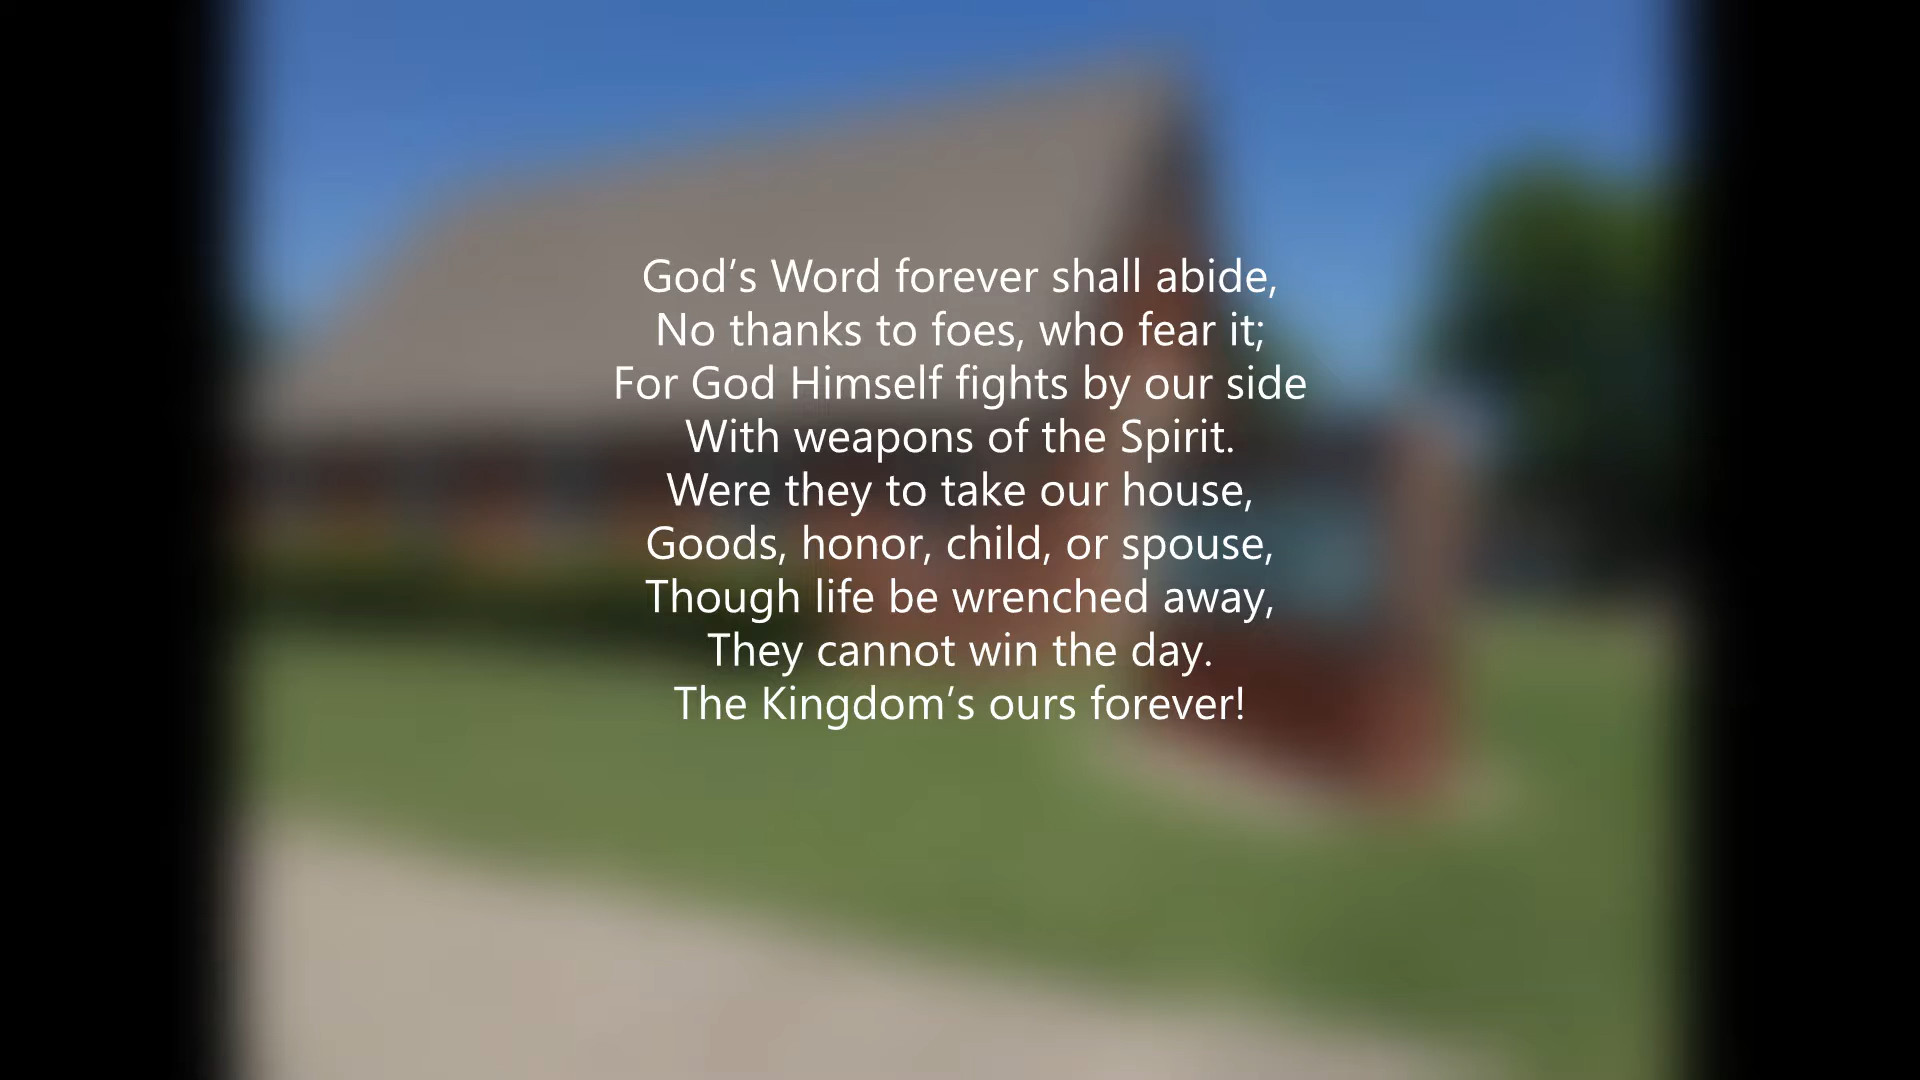 God’s Word forever shall abide,
No thanks to foes, who fear it;
For God Himself fights by our side
With weapons of the Spirit.
Were they to take our house,
Goods, honor, child, or spouse,
Though life be wrenched away,
They cannot win the day.
The Kingdom’s ours forever!